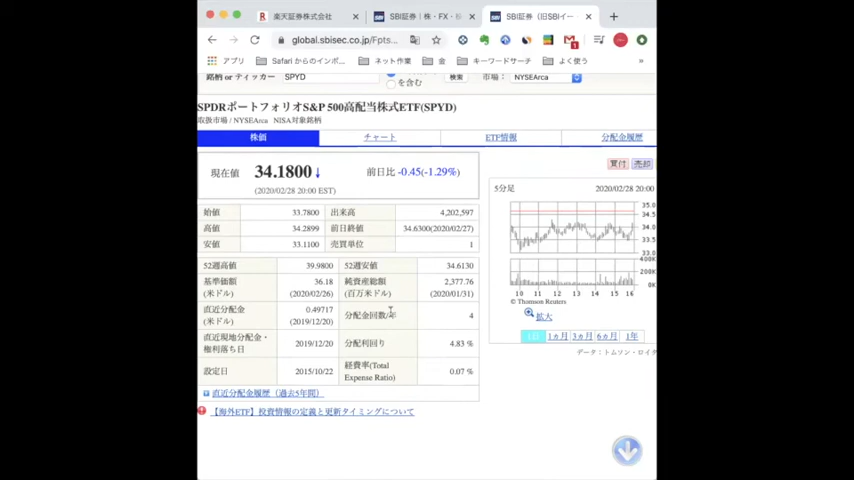 楽天証券株式会社
SBI証券｜株・FX・
SBI証券（旧SBIイー
global.sbisec.co.jp/Fpts...
アプリ
Safari からのインポ...
ネット作業
金
キーワードサーチ
よく使う
»
銘柄 or ティッカー
SPYD
を含む
検索
市場：
NYSEArca
SPDRポートフォリオS&P 500高配当株式ETF(SPYD)
取扱市場 / NYSEArca NISA対象銘柄
株価
チャート
ETF情報
分配金履歴
買付
売却
現在値
34.1800↓
前日比 -0.45(-1.29%)
(2020/02/28 20:00 EST)
5分足
2020/02/28 20:00
始値 33.7800 出来高 4,202,597
高値 34.2899 前日終値 34.6300(2020/02/27)
安値 33.1100 売買単位 1
52週高値 39.9800 52週安値 34.6130
基準価額
(米ドル)
36.18
(2020/02/26)
純資産総額
(百万米ドル)
2,377.76
(2020/01/31)
直近分配金
(米ドル)
0.49717
(2019/12/20)
分配金回数/年
4
直近現地分配金・
権利落ち日
2019/12/20
分配利回り
4.83 %
設定日
2015/10/22
経費率(Total
Expense Ratio)
0.07 %
直近分配金履歴（過去5年間）
【海外ETF】投資情報の定義と更新タイミングについて
35.0
34.5
34.0
33.5
33.0
400K
200K
0K
10 11 12 13 14 15 16
© Thomson Reuters
拡大
1日
1ヵ月
3ヵ月
6ヵ月
1年
データ：トムソン・ロイタ